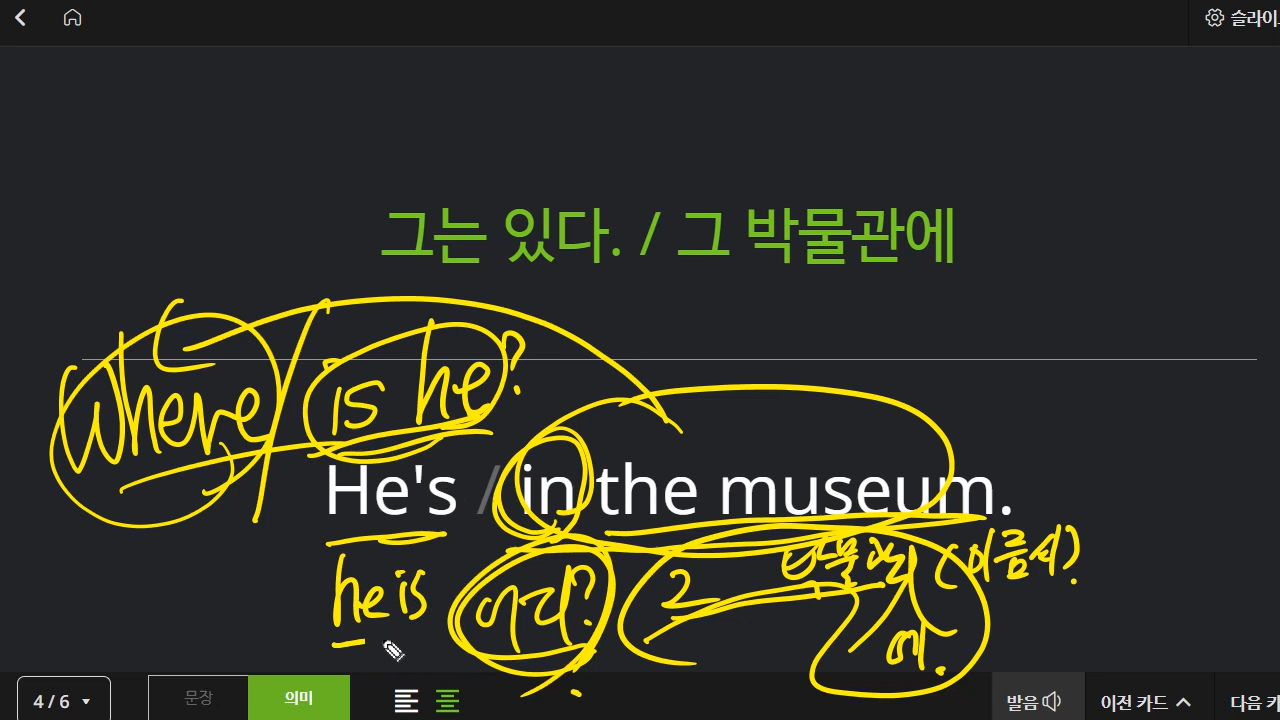 슬라이
그는 있다. / 그 박물관에
where is he?
He's / in the museum.
he is 어디? 그 박물관 (이름씨)
에.
4 / 6 문장 의미 발음 이전 카드 다음 카